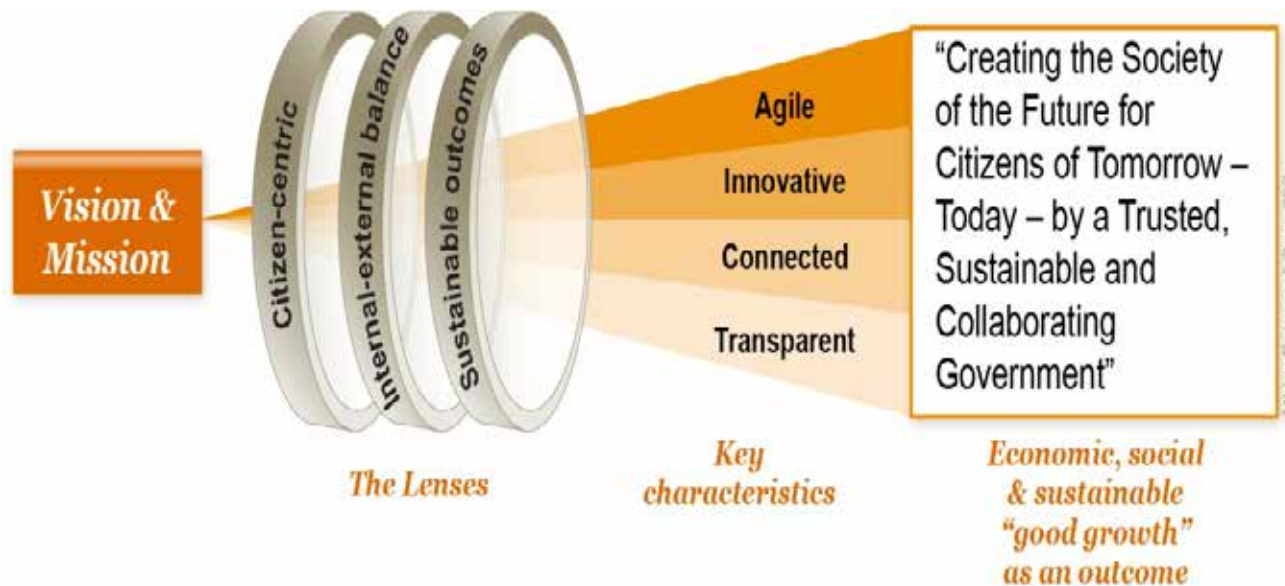 Vision &
Mission
Citizen-centric
Internal-external balance
Sustainable outcomes
The Lenses
Agile
Innovative
Connected
Transparent
Key
characteristics
“Creating the Society
of the Future for
Citizens of Tomorrow –
Today – by a Trusted,
Sustainable and
Collaborating
Government”
Economic, social
& sustainable
“good growth”
as an outcome